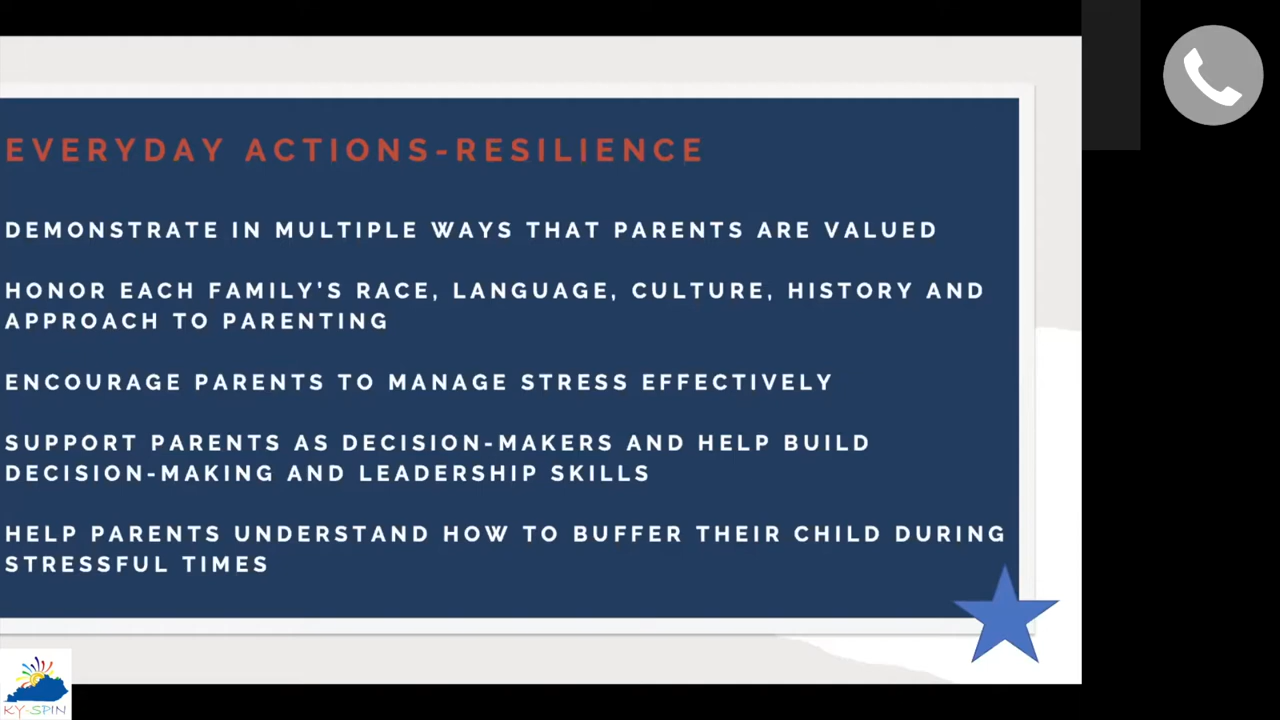 EVERYDAY ACTIONS-RESILIENCE
DEMONSTRATE IN MULTIPLE WAYS THAT PARENTS ARE VALUED
HONOR EACH FAMILY'S RACE, LANGUAGE, CULTURE, HISTORY AND
APPROACH TO PARENTING
ENCOURAGE PARENTS TO MANAGE STRESS EFFECTIVELY
SUPPORT PARENTS AS DECISION-MAKERS AND HELP BUILD
DECISION-MAKING AND LEADERSHIP SKILLS
HELP PARENTS UNDERSTAND HOW TO BUFFER THEIR CHILD DURING
STRESSFUL TIMES
KY-SPIN